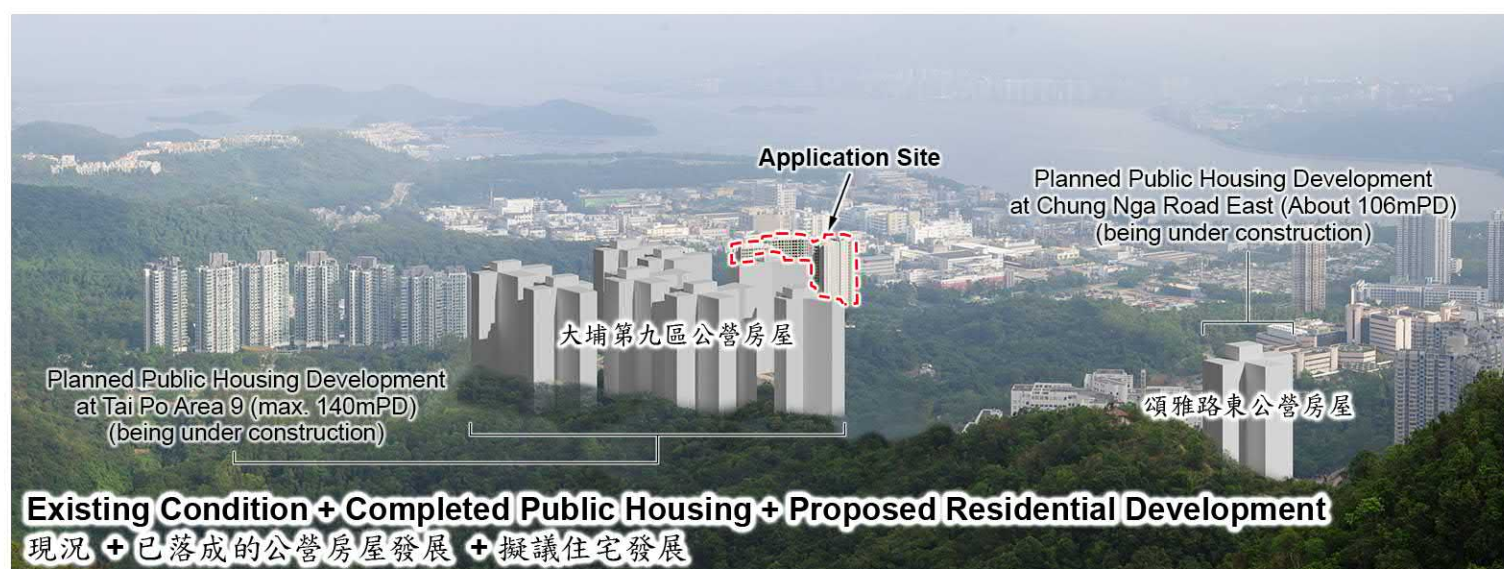 Application Site
Planned Public Housing Development
at Chung Nga Road East (About 106mPD)
(being under construction)
大埔第九區公營房屋
Planned Public Housing Development
at Tai Po Area 9 (max. 140mPD)
(being under construction)
頌雅路東公營房屋
Existing Condition + Completed Public Housing + Proposed Residential Development
現況 + 已落成的公營房屋發展 + 擬議住宅發展